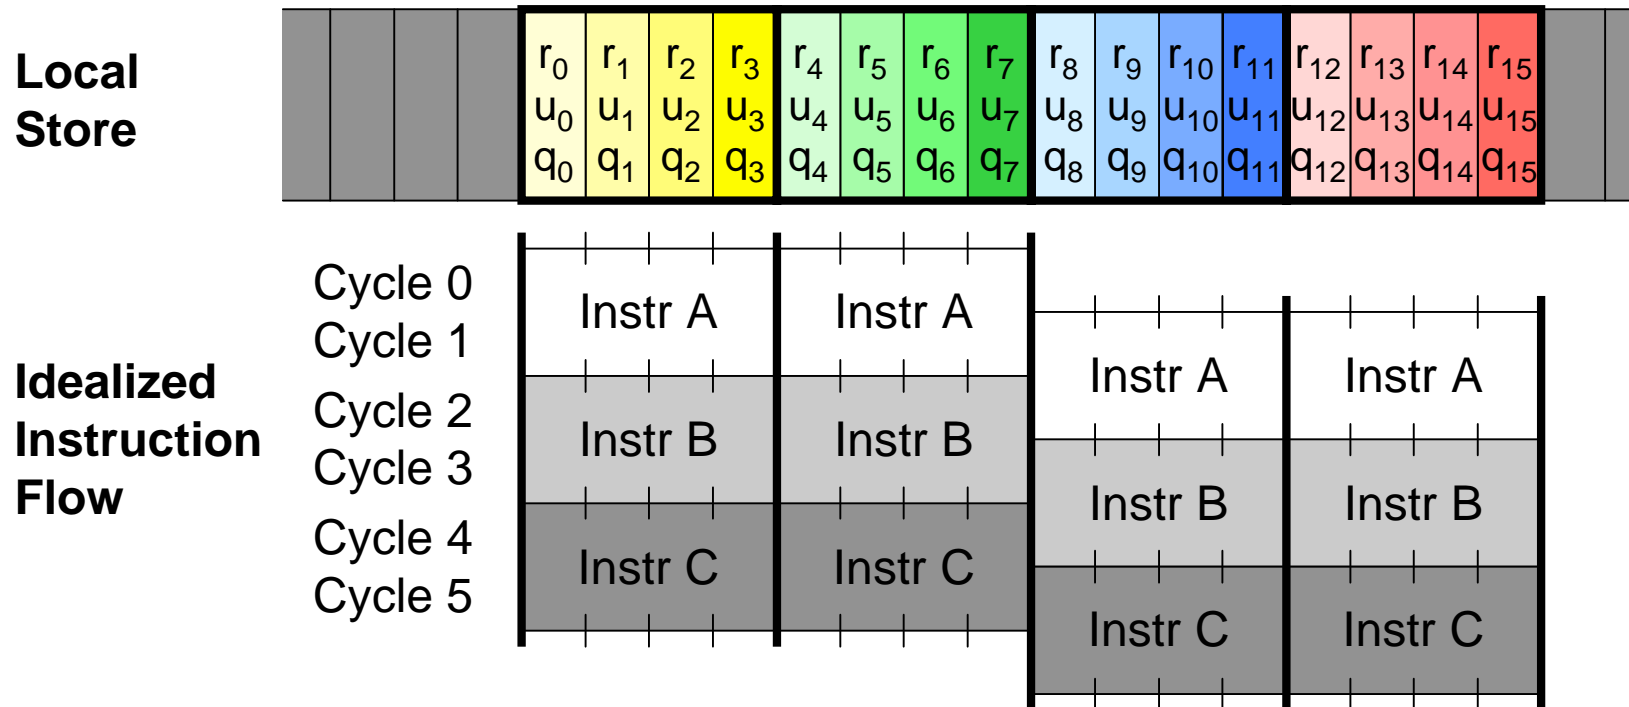 Local
Store
r0 r1 r2 r3 r4 r5 r6 r7 r8 r9 r10 r11 r12 r13 r14 r15
u0 u1 u2 u3 u4 u5 u6 u7 u8 u9 u10 u11 u12 u13 u14 u15
q0 q1 q2 q3 q4 q5 q6 q7 q8 q9 q10 q11 q12 q13 q14 q15
Idealized
Instruction
Flow
Cycle 0
Cycle 1
Cycle 2
Cycle 3
Cycle 4
Cycle 5
Instr A Instr A
Instr A Instr A
Instr B Instr B
Instr B Instr B
Instr C Instr C
Instr C Instr C